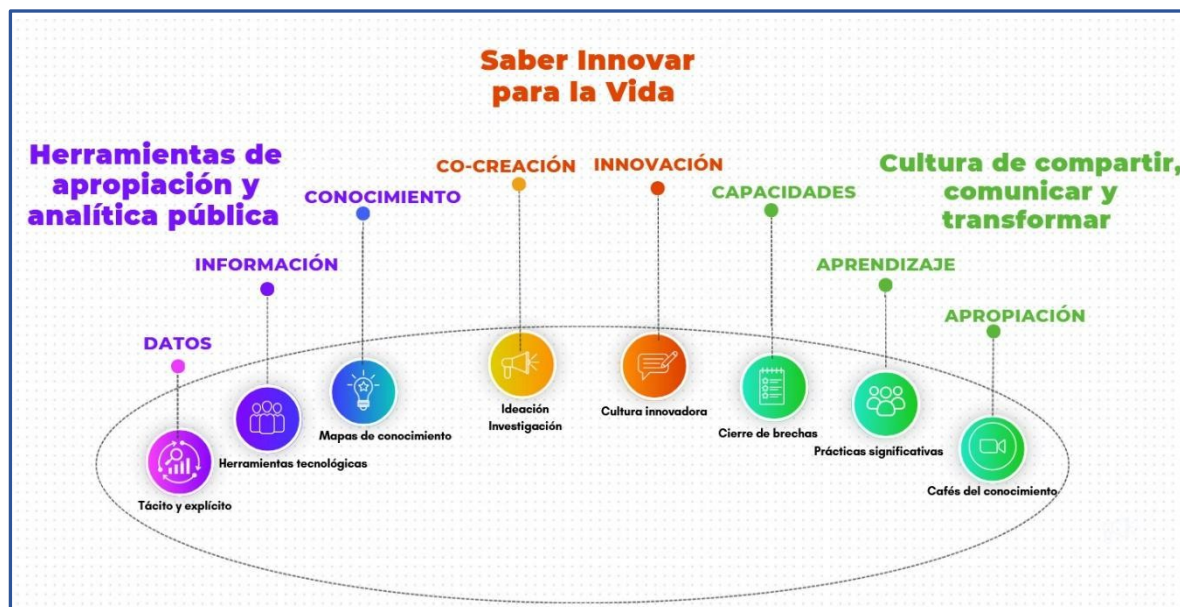 Saber Innovar
para la Vida
Herramientas de
apropiación y
analítica pública
Cultura de compartir,
comunicar y
transformar
DATOS
INFORMACIÓN
CONOCIMIENTO
CO-CREACIÓN
INNOVACIÓN
CAPACIDADES
APRENDIZAJE
APROPIACIÓN
Tácito y explícito
Herramientas tecnológicas
Mapas de conocimiento
Ideación
Investigación
Cultura innovadora
Cierre de brechas
Prácticas significativas
Cafés del conocimiento